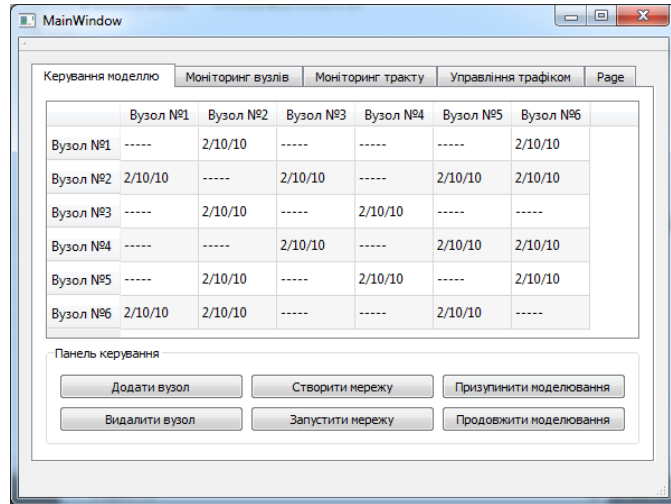 MainWindow
Керування моделлю Моніторинг вузлів Моніторинг тракту Управління трафіком Page
Вузол №1 Вузол №2 Вузол №3 Вузол №4 Вузол №5 Вузол №6
Вузол №1 ----- 2/10/10 ----- ----- ----- 2/10/10
Вузол №2 2/10/10 ----- 2/10/10 ----- 2/10/10 2/10/10
Вузол №3 ----- 2/10/10 ----- 2/10/10 ----- -----
Вузол №4 ----- ----- 2/10/10 ----- 2/10/10 2/10/10
Вузол №5 ----- 2/10/10 ----- 2/10/10 ----- 2/10/10
Вузол №6 2/10/10 2/10/10 ----- ----- 2/10/10 -----
Панель керування
Додати вузол Створити мережу Призупинити моделювання
Видалити вузол Запустити мережу Продовжити моделювання